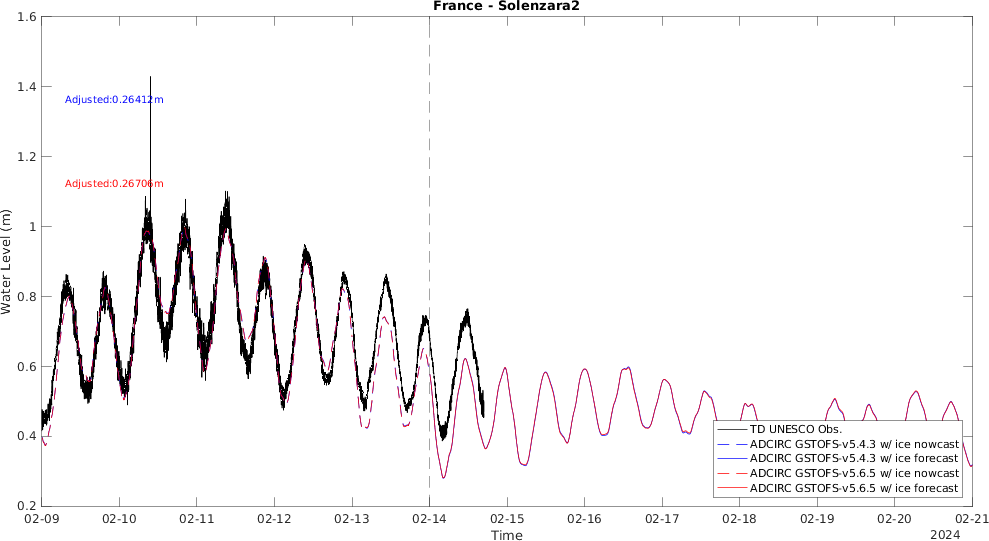 France - Solenzara2
1.6
1.4
1.2
1
0.8
0.6
0.4
0.2
Water Level (m)
Adjusted:0.26412m
Adjusted:0.26706m
TD UNESCO Obs.
ADCIRC GSTOFS-v5.4.3 w/ ice nowcast
ADCIRC GSTOFS-v5.4.3 w/ ice forecast
ADCIRC GSTOFS-v5.6.5 w/ ice nowcast
ADCIRC GSTOFS-v5.6.5 w/ ice forecast
02-09 02-10 02-11 02-12 02-13 02-14 02-15 02-16 02-17 02-18 02-19 02-20 02-21
Time
2024